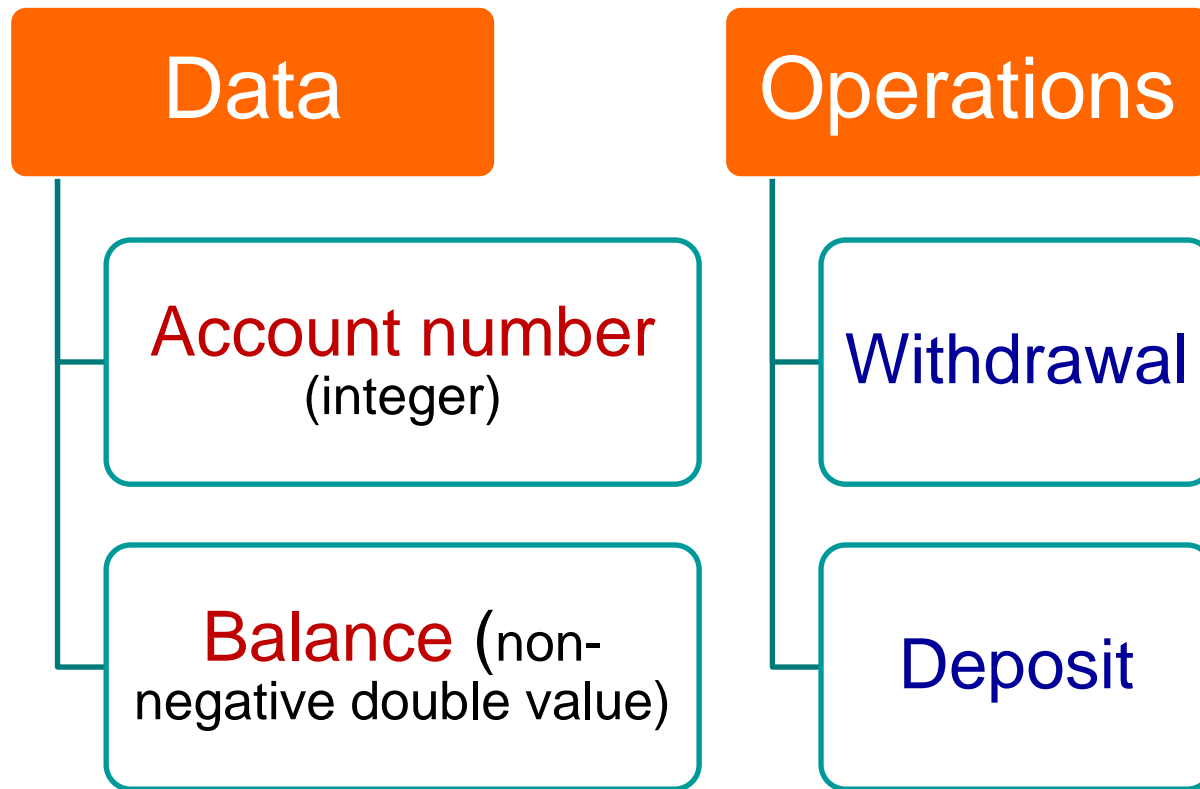 Data
Account number
(integer)
Balance (non-
negative double value)
Operations
Withdrawal
Deposit